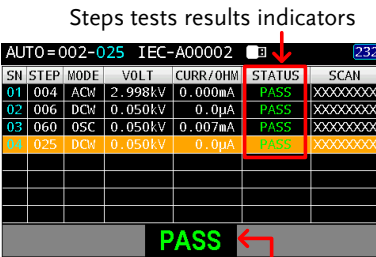 Steps tests results indicators
AUTO=002-025 IEC-A00002 232
SN STEP MODE VOLT CURR/OHM STATUS SCAN
01 004 ACW 2.998kV 0.000mA PASS XXXXXXXX
02 006 DCW 0.050kV 0.0µA PASS XXXXXXXX
03 060 OSC 0.050kV 0.007mA PASS XXXXXXXX
04 025 DCW 0.050kV 0.0µA PASS XXXXXXXX
PASS